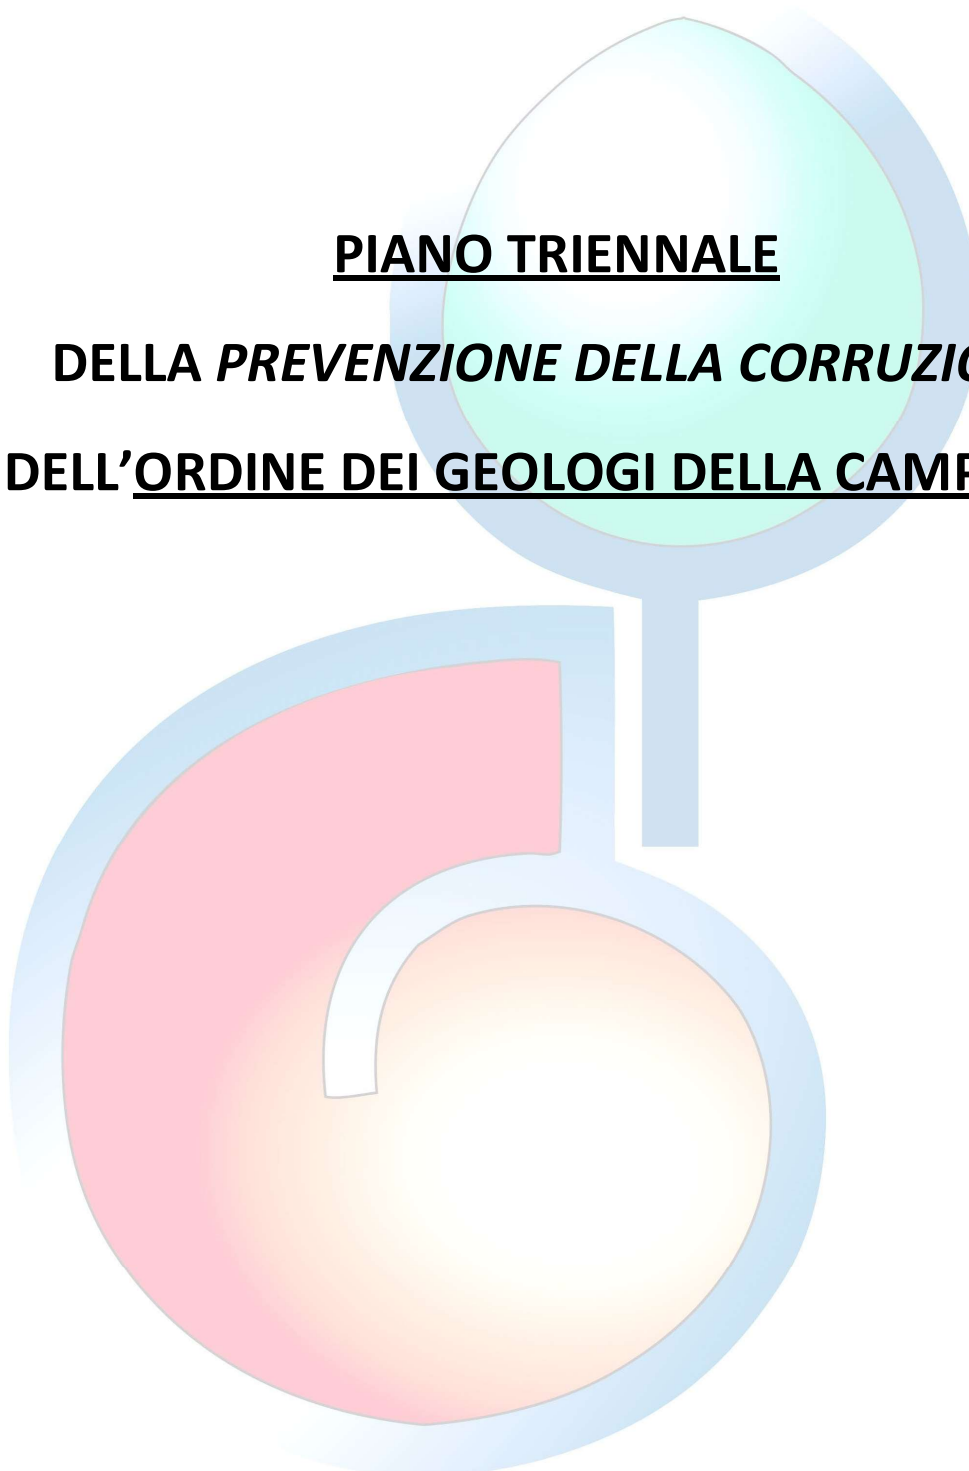 PIANO TRIENNALE
DELLA PREVENZIONE DELLA CORRUZIO
DELL’ORDINE DEI GEOLOGI DELLA CAMP